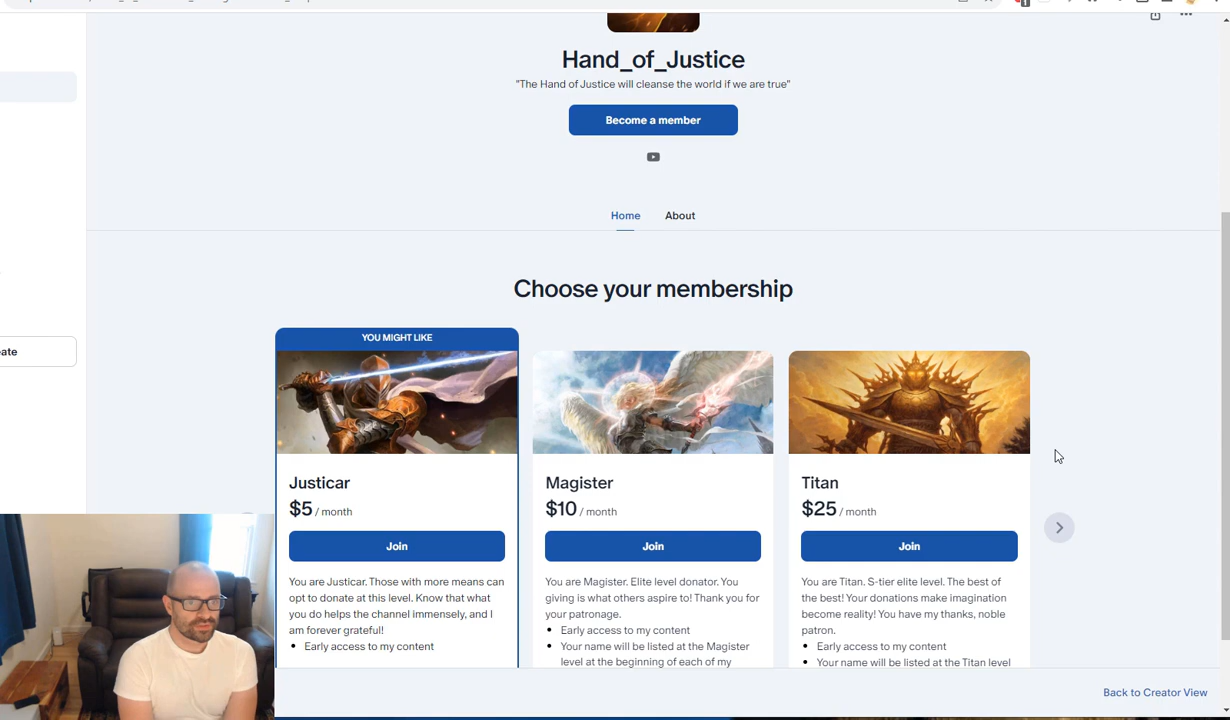 Hand_of_Justice
"The Hand of Justice will cleanse the world if we are true"
Become a member
Home About
Choose your membership
YOU MIGHT LIKE
Justicar
$5 / month
Join
You are Justicar. Those with more means can
opt to donate at this level. Know that what
you do helps the channel immensely, and I
am forever grateful!
• Early access to my content
Magister
$10 / month
Join
You are Magister. Elite level donator. You
giving is what others aspire to! Thank you for
your patronage.
• Early access to my content
• Your name will be listed at the Magister
level at the beginning of each of my
Titan
$25 / month
Join
You are Titan. S-tier elite level. The best of
the best! Your donations make imagination
become reality! You have my thanks, noble
patron.
• Early access to my content
• Your name will be listed at the Titan level
eate
Back to Creator View